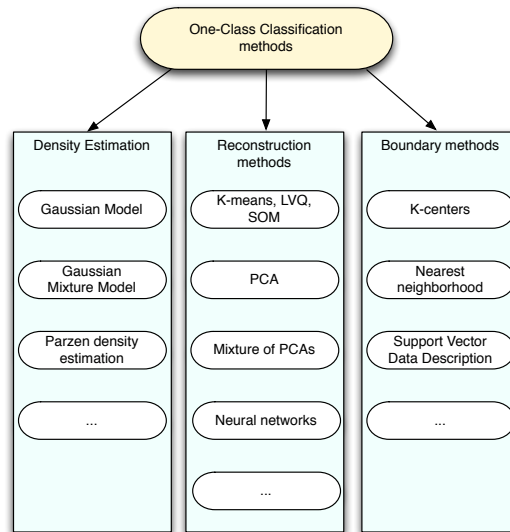 One-Class Classification
methods
Density Estimation
Gaussian Model
Gaussian
Mixture Model
Parzen density
estimation
...
Reconstruction
methods
K-means, LVQ,
SOM
PCA
Mixture of PCAs
Neural networks
...
Boundary methods
K-centers
Nearest
neighborhood
Support Vector
Data Description
...